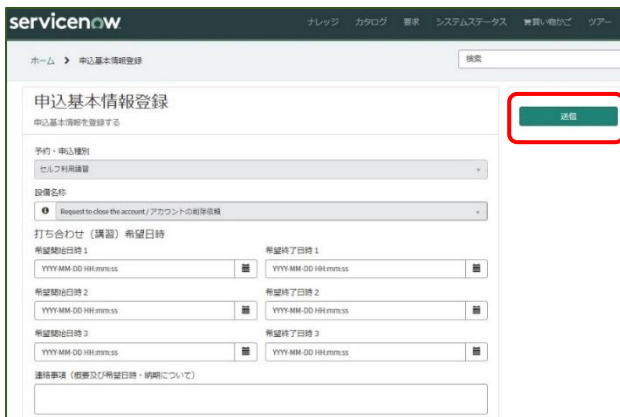 servicenow
ナレッジ カタログ 要求 システムステータス 買い物かご ツアー
ホーム > 申込基本情報登録
検索
申込基本情報登録
申込基本情報を登録する
送信
予約・申込種別
セルフ利用講習
設備名称
Request to close the account / アカウントの削除依頼
打ち合わせ（講習）希望日時
希望開始日時 1 希望終了日時 1
YYYY-MM-DD HH:mm:ss YYYY-MM-DD HH:mm:ss
希望開始日時 2 希望終了日時 2
YYYY-MM-DD HH:mm:ss YYYY-MM-DD HH:mm:ss
希望開始日時 3 希望終了日時 3
YYYY-MM-DD HH:mm:ss YYYY-MM-DD HH:mm:ss
連絡事項（概要及び希望日時・納期について）